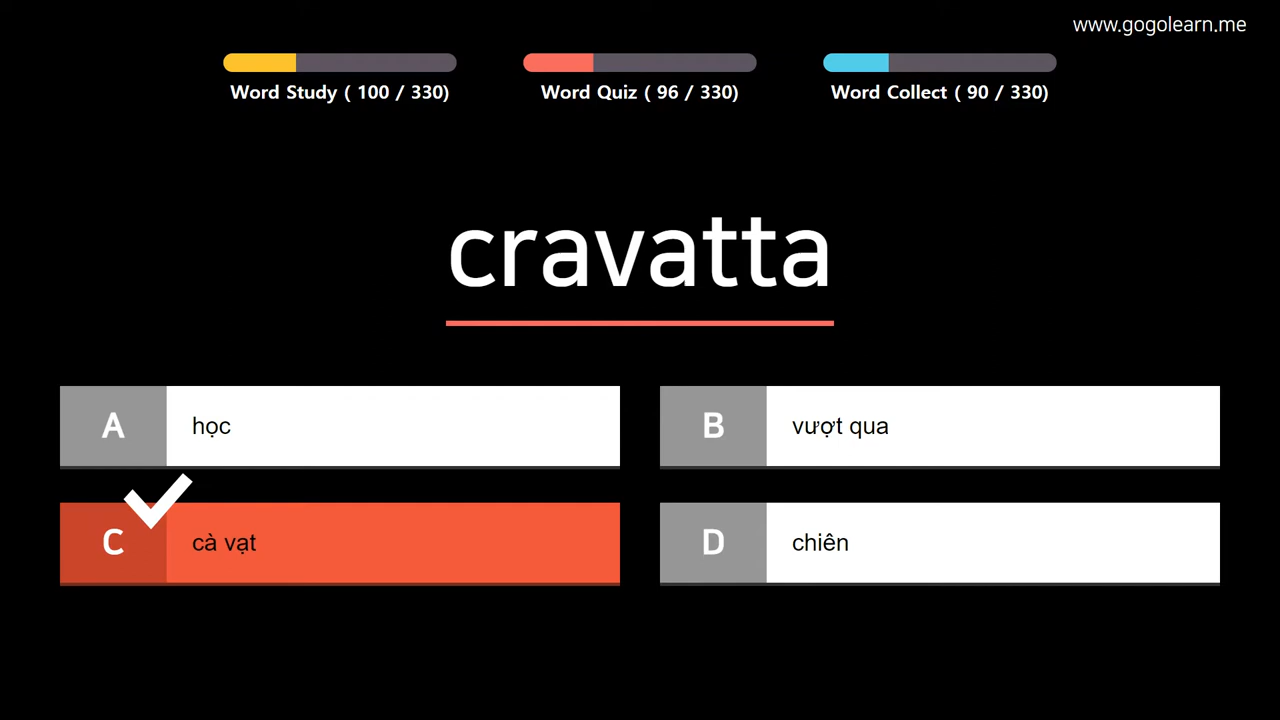 www.gogolearn.me
Word Study ( 100 / 330)
Word Quiz ( 96 / 330)
Word Collect ( 90 / 330)
cravatta
A học
B vượt qua
C cà vạt
D chiên